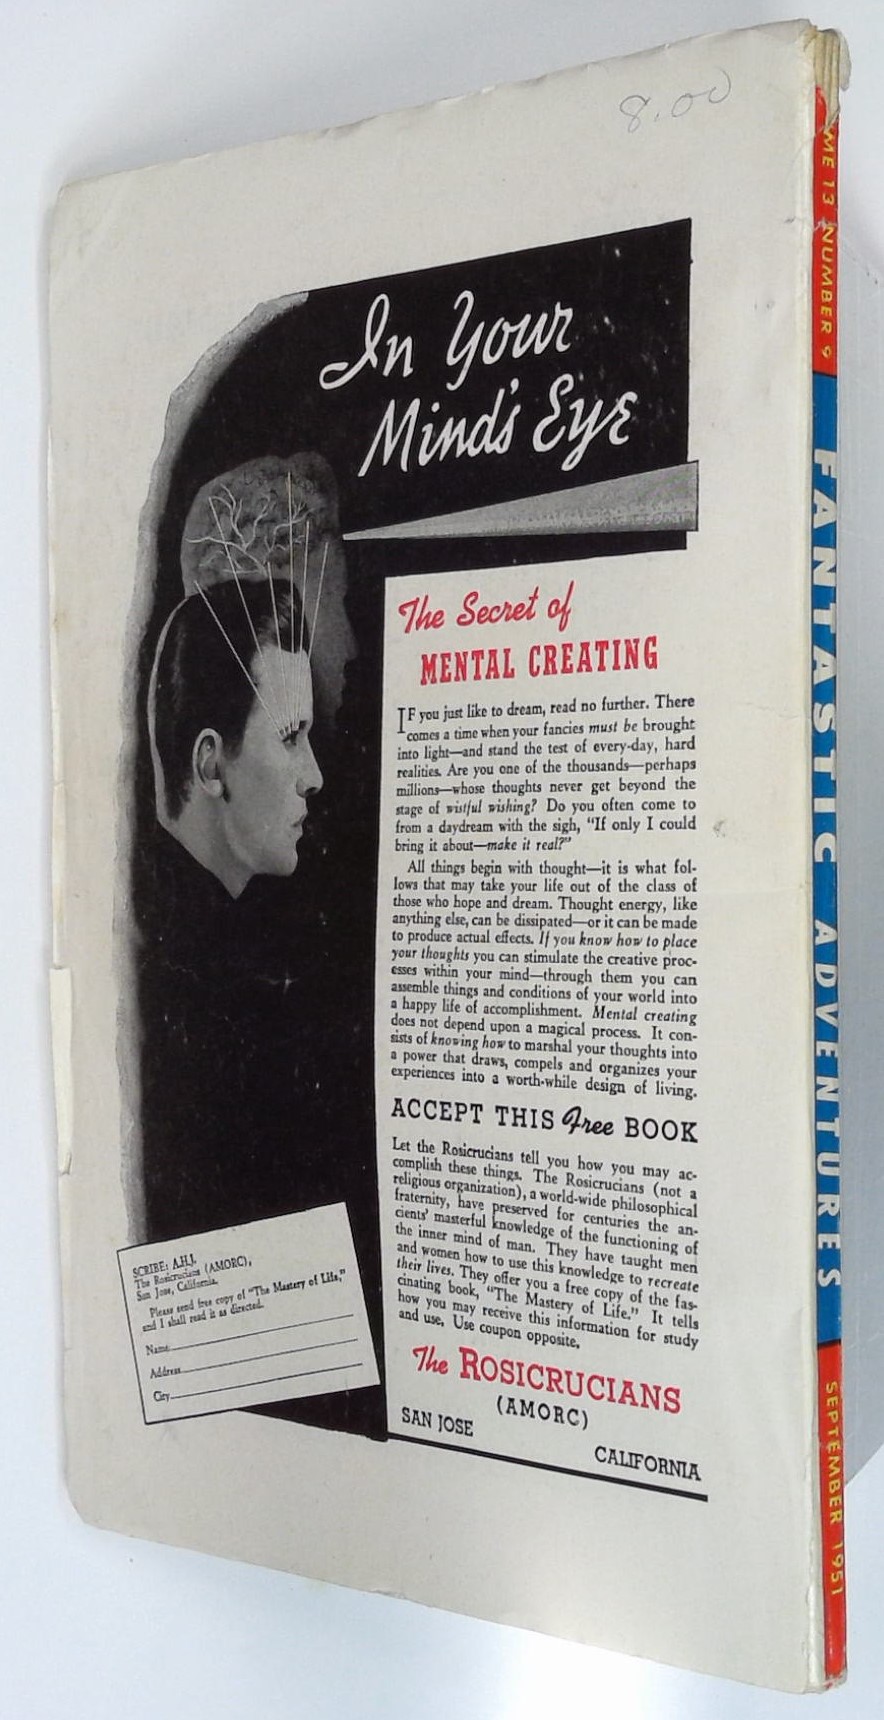 8.00
In Your
Mind's Eye
The Secret of
MENTAL CREATING
IF you just like to dream, read no further. There
comes a time when your fancies must be brought
into light—and stand the test of every-day, hard
realities. Are you one of the thousands—perhaps
millions—whose thoughts never get beyond the
stage of wistful wishing? Do you often come to
from a daydream with the sigh, "If only I could
bring it about—make it real?"
All things begin with thought—it is what fol-
lows that may take your life out of the class of
those who hope and dream. Thought energy, like
anything else, can be dissipated—or it can be made
to produce actual effects. If you know how to place
your thoughts you can stimulate the creative proc-
esses within your mind—through them you can
assemble things and conditions of your world into
a happy life of accomplishment. Mental creating
does not depend upon a magical process. It con-
sists of knowing how to marshal your thoughts into
a power that draws, compels and organizes your
experiences into a worth-while design of living.
ACCEPT THIS Free BOOK
Let the Rosicrucians tell you how you may ac-
complish these things. The Rosicrucians (not a
religious organization), a world-wide philosophical
fraternity, have preserved for centuries the an-
cients' masterful knowledge of the functioning of
the inner mind of man. They have taught men
and women how to use this knowledge to recreate
their lives. They offer you a free copy of the fas-
cinating book, "The Mastery of Life." It tells
how you may receive this information for study
and use. Use coupon opposite.
The ROSICRUCIANS
(AMORC)
SAN JOSE
CALIFORNIA
SCRIBE: A.H.J.
The Rosicrucians (AMORC),
San Jose, California.
Please send free copy of "The Mastery of Life,"
and I shall read it as directed.
Name
Address
City
ME 13 NUMBER 9
FANTASTIC ADVENTURES
SEPTEMBER 1951